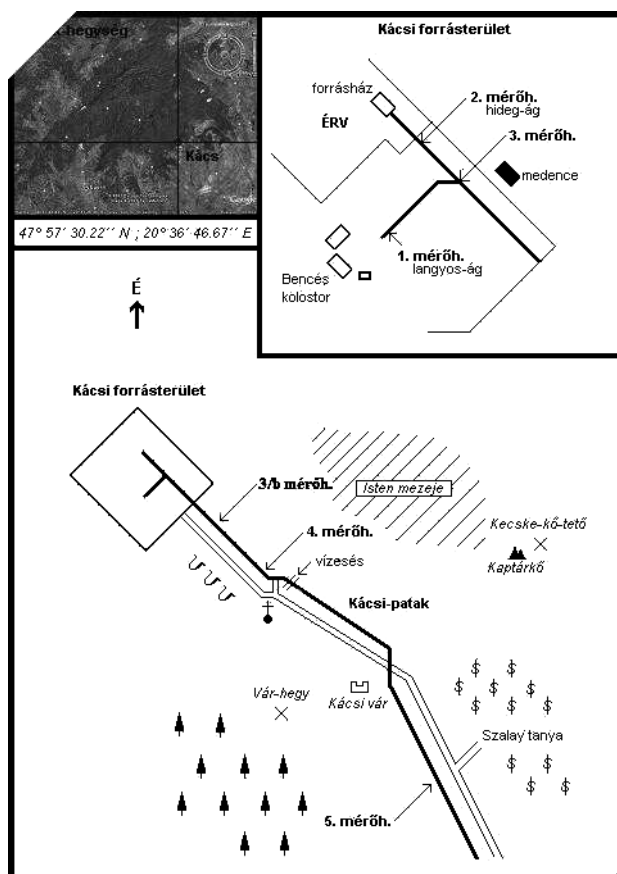 k-hegység
Kács
47° 57´ 30.22´´ N ; 20° 36´ 46.67´´ E
Kácsi forrásterület
forrásház
ÉRV
2. mérőh.
hideg-ág
3. mérőh.
medence
1. mérőh.
langyos-ág
Bencés
kolostor
É
Kácsi forrásterület
3/b mérőh.
Isten mezeje
4. mérőh.
Kecske-kő-tető
vízesés
Kaptárkő
Kácsi-patak
Vár-hegy
Kácsi vár
Szalay tanya
5. mérőh.